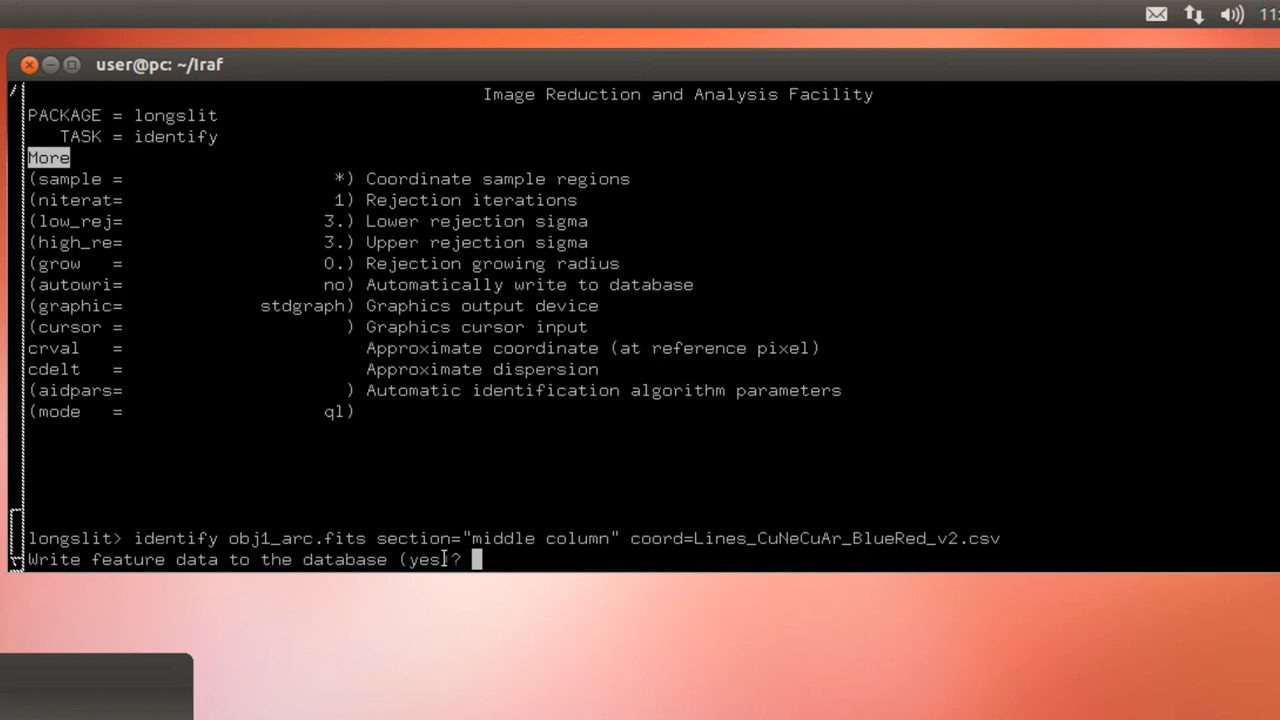 11:
user@pc: ~/Iraf
Image Reduction and Analysis Facility
PACKAGE = longslit
TASK = identify
More
(sample = *) Coordinate sample regions
(niterat= 1) Rejection iterations
(low_rej= 3.) Lower rejection sigma
(high_re= 3.) Upper rejection sigma
(grow = 0.) Rejection growing radius
(autowri= no) Automatically write to database
(graphic= stdgraph) Graphics output device
(cursor = ) Graphics cursor input
crval = Approximate coordinate (at reference pixel)
cdelt = Approximate dispersion
(aidpars= ) Automatic identification algorithm parameters
(mode = ql)
longslit> identify obj1_arc.fits section="middle column" coord=Lines_CuNeCuAr_BlueRed_v2.csv
Write feature data to the database (yes)?